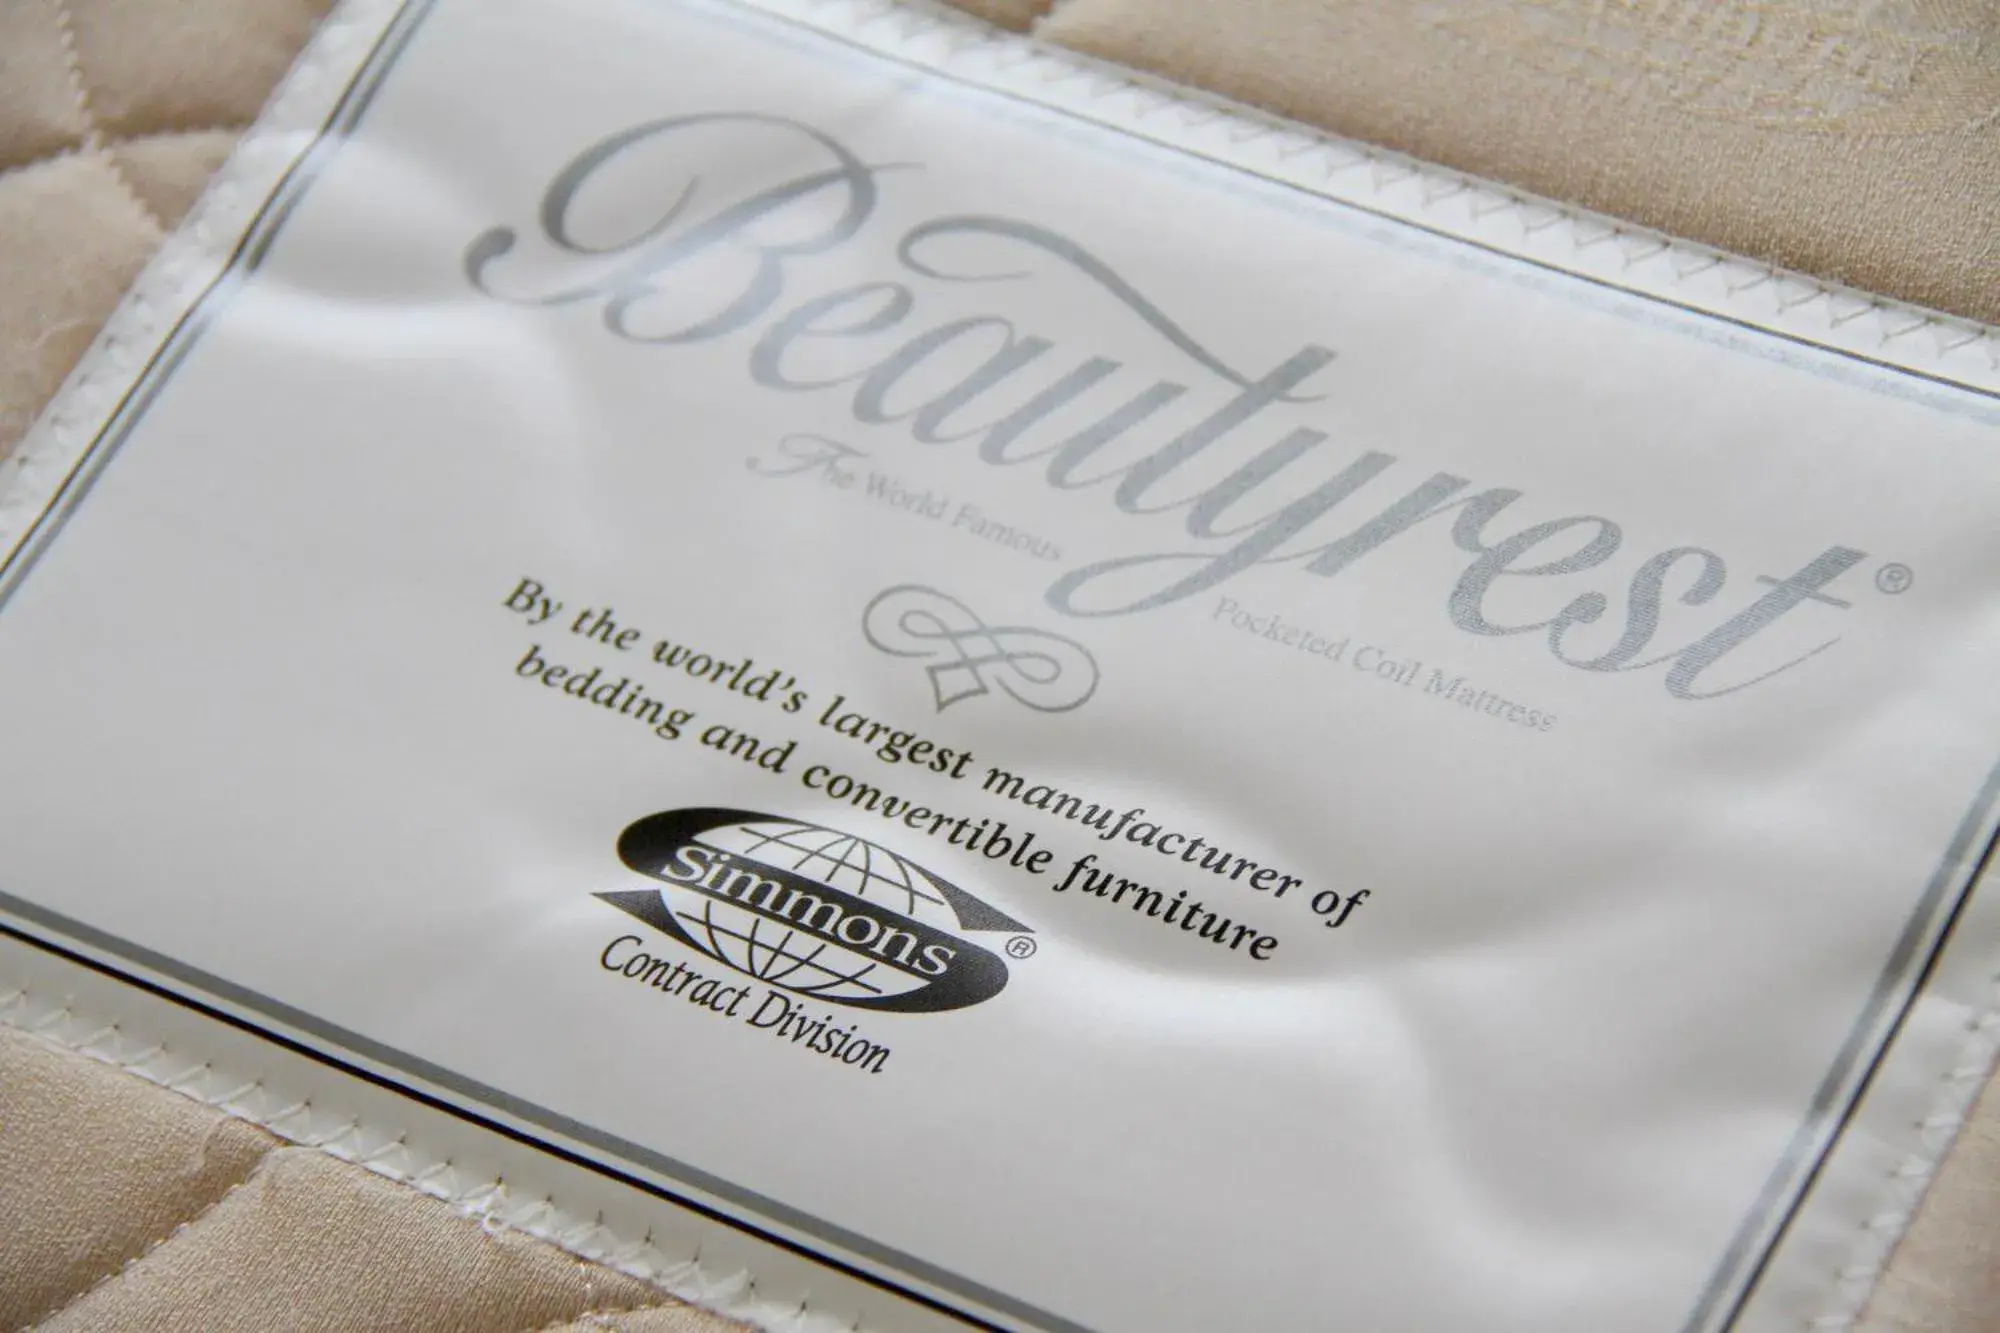 Beautyrest®
The World Famous
Pocketed Coil Mattress
By the world's largest manufacturer of
bedding and convertible furniture
Simmons®
Contract Division